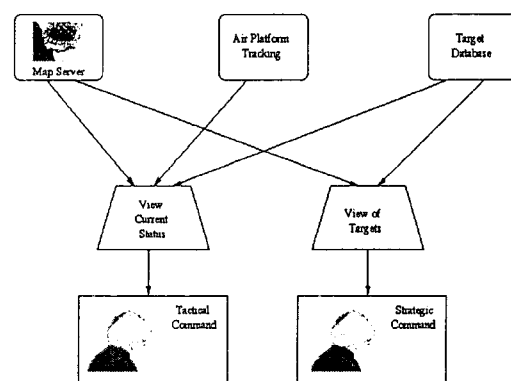 Map Server
Air Platform
Tracking
Target
Database
View
Current
Status
View of
Targets
Tactical
Command
Strategic
Command